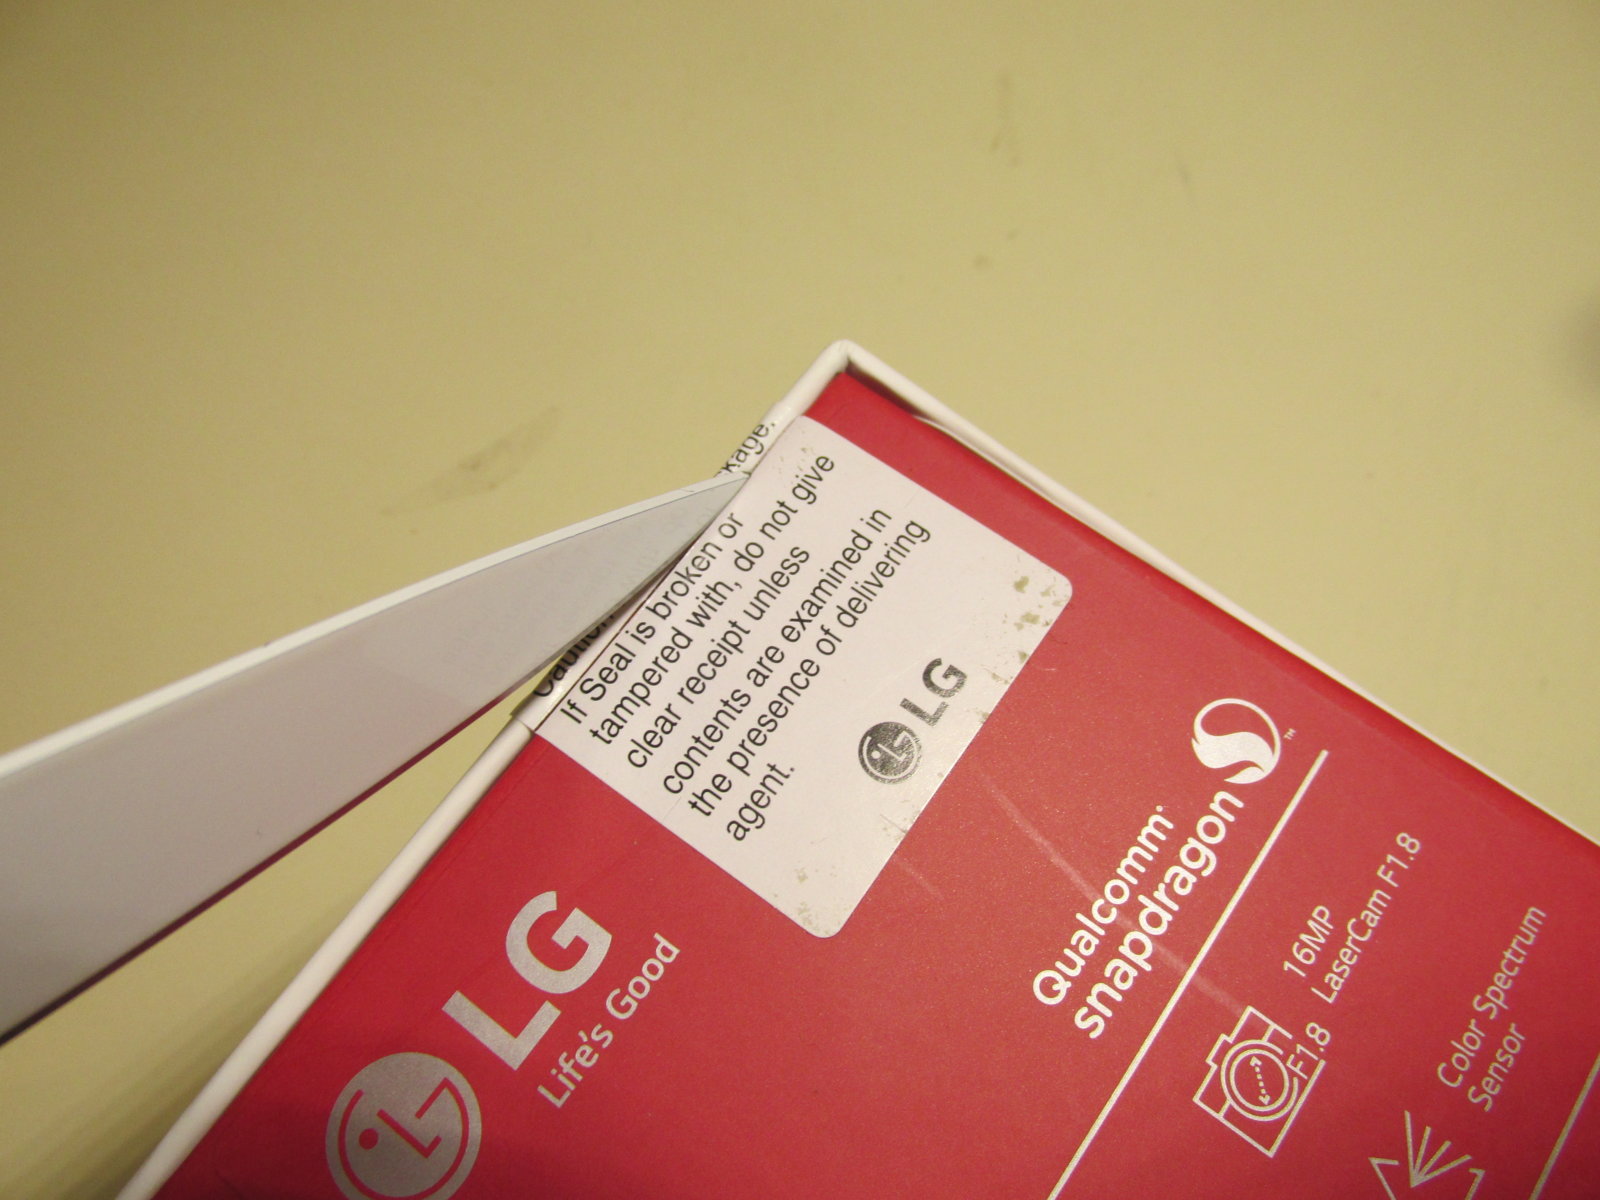 If Seal is broken or
tampered with, do not give
clear receipt unless
contents are examined in
the presence of delivering
agent.
LG
LG
Life's Good
Qualcomm
snapdragon™
F1.8
16MP
LaserCam F1.8
Color Spectrum
Sensor